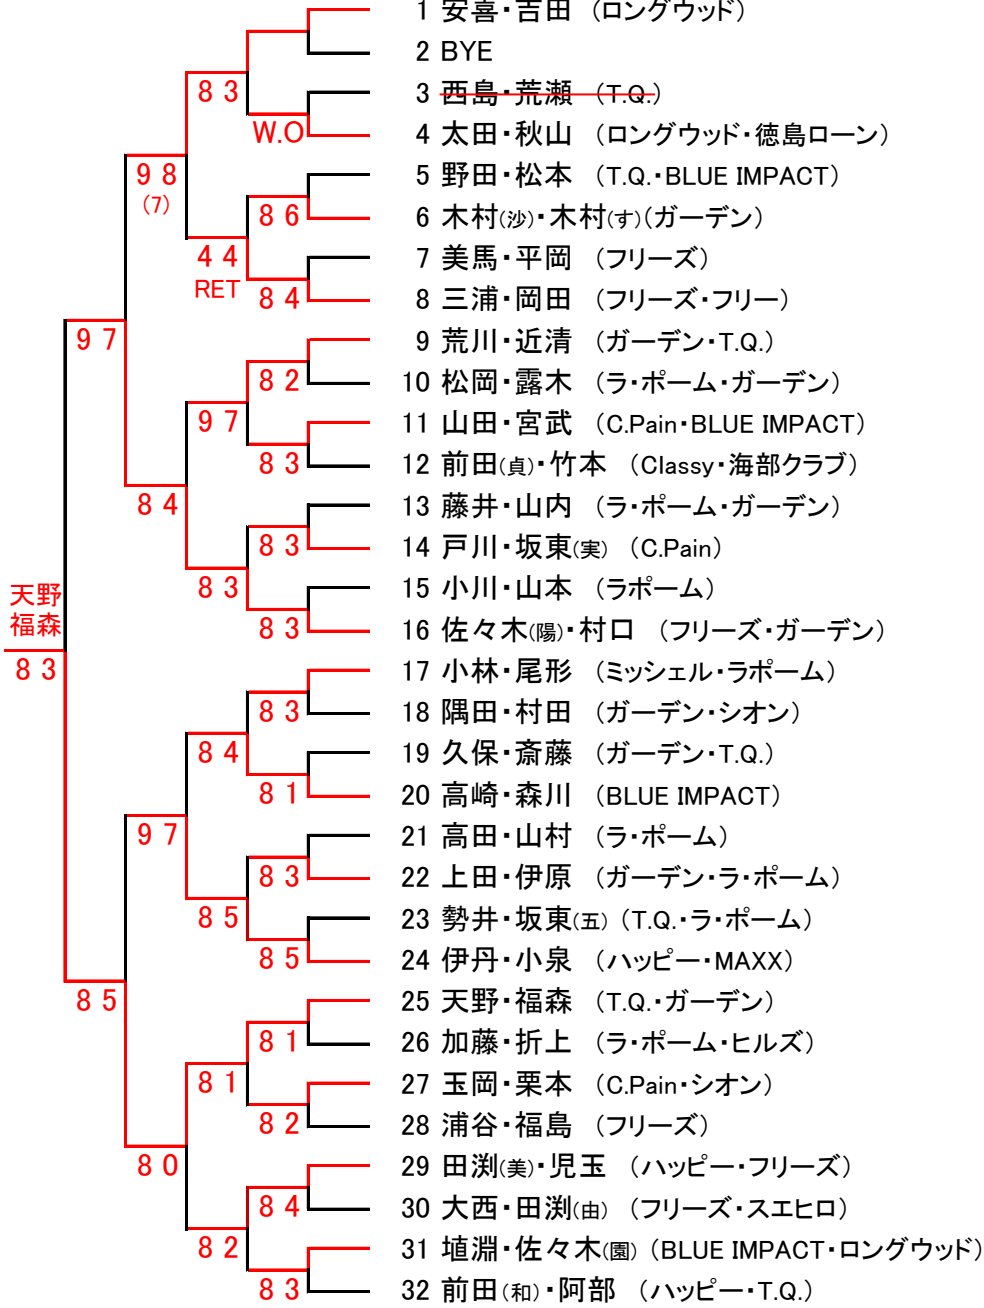 1 安喜・吉田 （ロングウッド）
2 BYE
8 3
3 西島・荒瀬 （T.Q.）
W.O
4 太田・秋山 （ロングウッド・徳島ローン）
9 8
(7)
5 野田・松本 （T.Q.・BLUE IMPACT）
8 6
6 木村(沙)・木村(す)（ガーデン）
4 4
RET
7 美馬・平岡 （フリーズ）
8 4
8 三浦・岡田 （フリーズ・フリー）
9 7
9 荒川・近清 （ガーデン・T.Q.）
8 2
10 松岡・露木 （ラ・ポーム・ガーデン）
9 7
11 山田・宮武 （C.Pain・BLUE IMPACT）
8 3
12 前田(貞)・竹本 （Classy・海部クラブ）
8 4
13 藤井・山内 （ラ・ポーム・ガーデン）
8 3
14 戸川・坂東(実) （C.Pain）
8 3
15 小川・山本 （ラポーム）
8 3
16 佐々木(陽)・村口 （フリーズ・ガーデン）
天野
福森
8 3
17 小林・尾形 （ミッシェル・ラポーム）
8 3
18 隅田・村田 （ガーデン・シオン）
8 4
19 久保・斎藤 （ガーデン・T.Q.）
8 1
20 高崎・森川 （BLUE IMPACT）
9 7
21 高田・山村 （ラ・ポーム）
8 3
22 上田・伊原 （ガーデン・ラ・ポーム）
8 5
23 勢井・坂東(五) （T.Q.・ラ・ポーム）
8 5
24 伊丹・小泉 （ハッピー・MAXX）
8 5
25 天野・福森 （T.Q.・ガーデン）
8 1
26 加藤・折上 （ラ・ポーム・ヒルズ）
8 1
27 玉岡・栗本 （C.Pain・シオン）
8 2
28 浦谷・福島 （フリーズ）
8 0
29 田渕(美)・児玉 （ハッピー・フリーズ）
8 4
30 大西・田渕(由) （フリーズ・スエヒロ）
8 2
31 埴淵・佐々木(園) （BLUE IMPACT・ロングウッド）
8 3
32 前田(和)・阿部 （ハッピー・T.Q.）